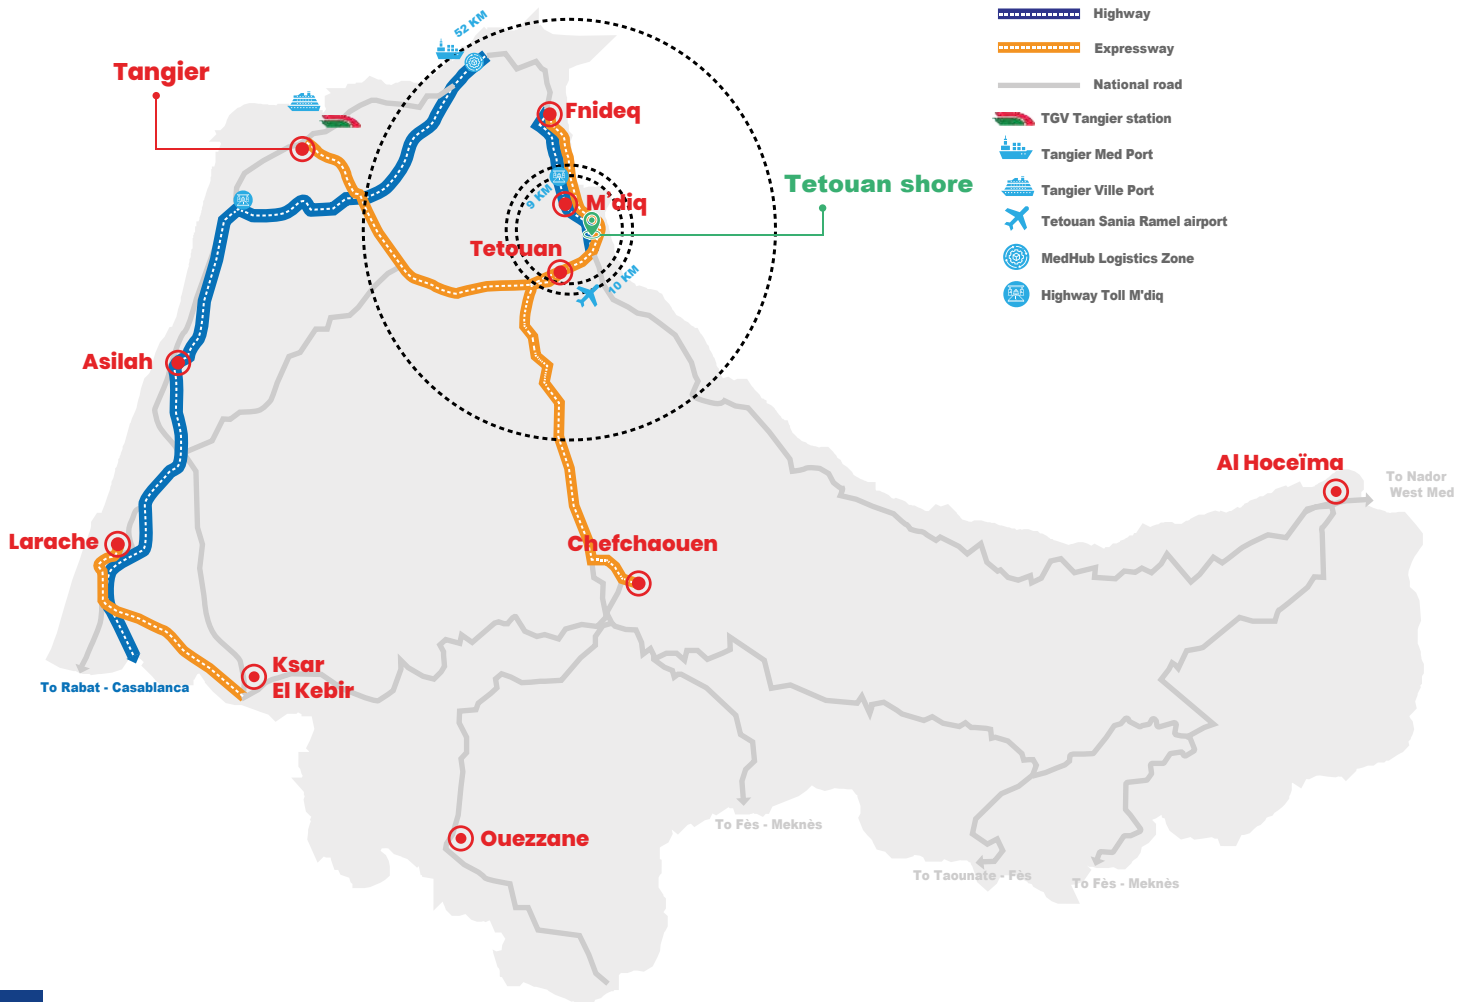 52 KM
Highway
Expressway
National road
TGV Tangier station
Tangier Med Port
Tangier Ville Port
Tetouan Sania Ramel airport
MedHub Logistics Zone
Highway Toll M'diq
Tangier
Fnideq
Tetouan shore
9 KM
M`diq
Tetouan
10 KM
Asilah
Al Hoceïma
To Nador
West Med
Larache
Chefchaouen
Ksar
El Kebir
To Rabat - Casablanca
Ouezzane
To Fès - Meknès
To Taounate - Fès
To Fès - Meknès